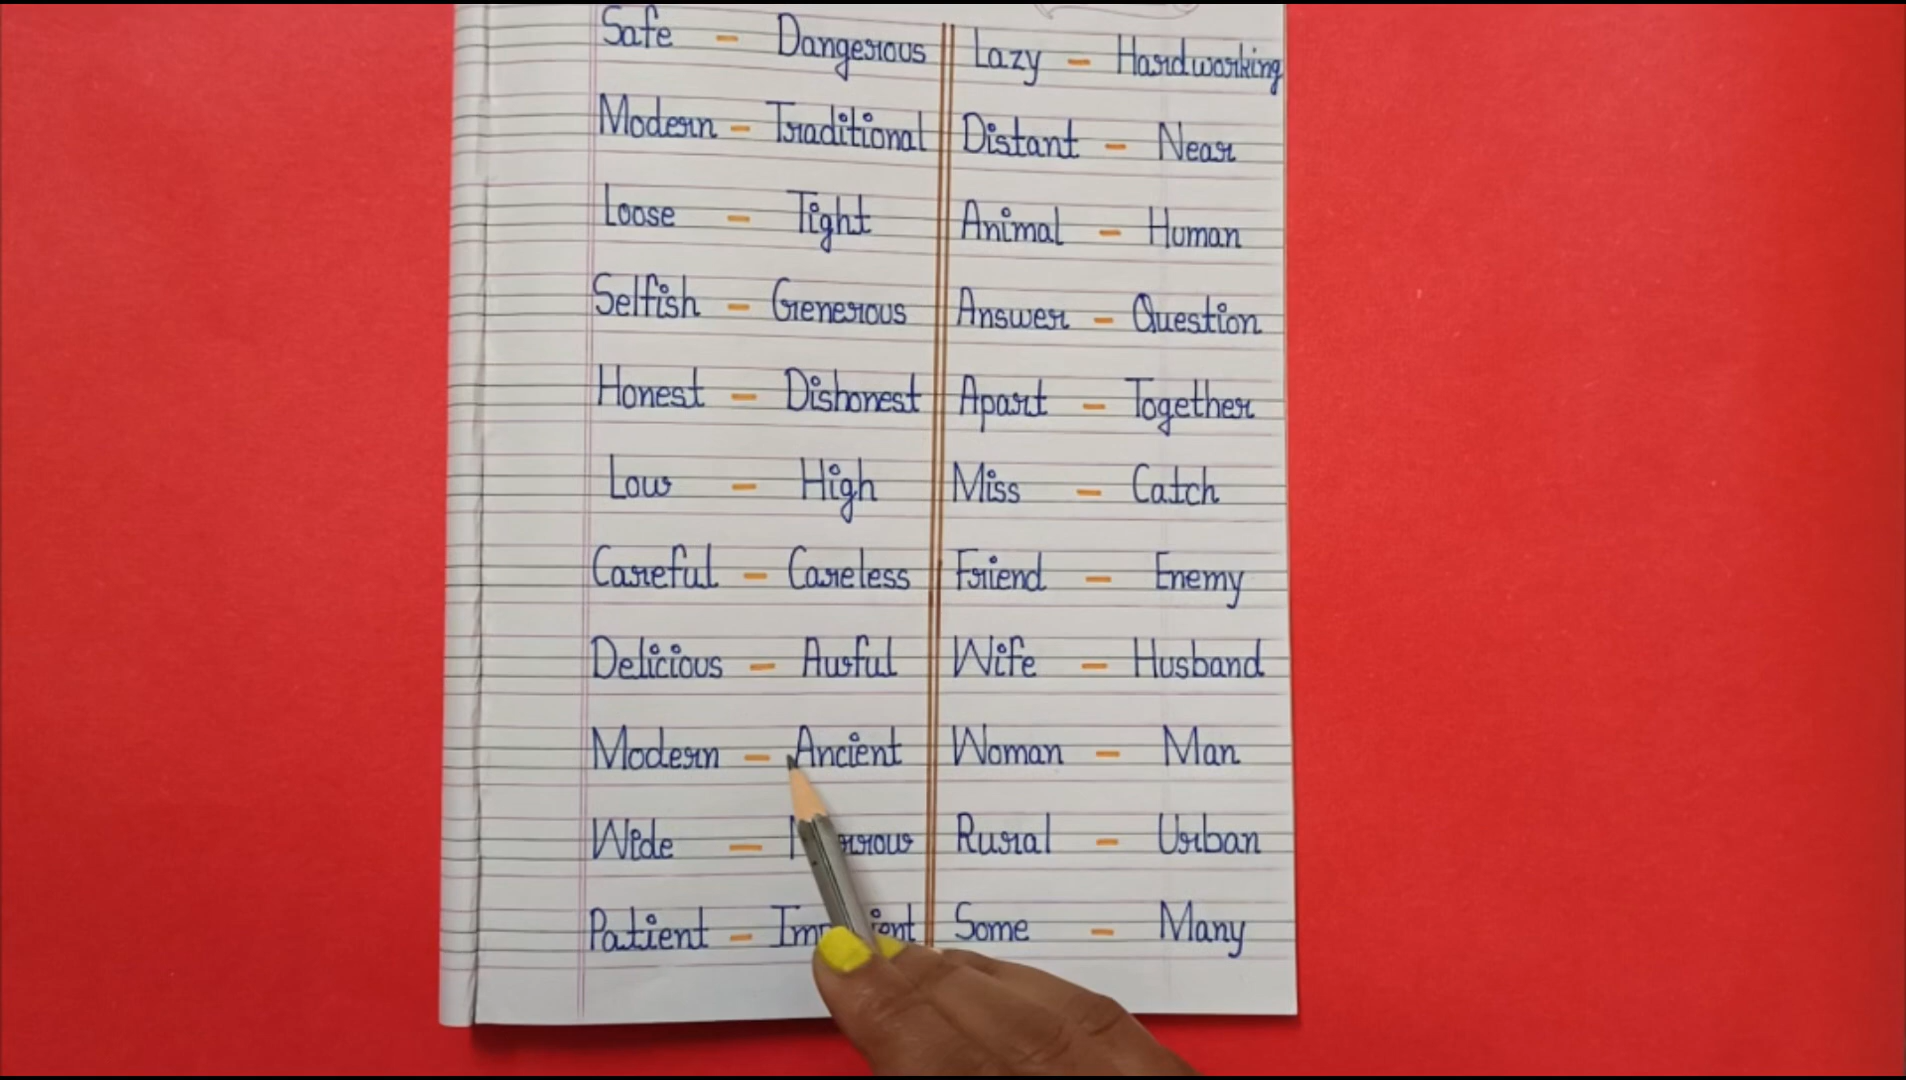 Safe - Dangerous
Modern - Traditional
Loose - Tight
Selfish - Generous
Honest - Dishonest
Low - High
Careful - Careless
Delicious - Awful
Modern - Ancient
Wide -
Patient -
Lazy - Hardworking
Distant - Near
Animal - Human
Answer - Question
Apart - Together
Miss - Catch
Friend - Enemy
Wife - Husband
Woman - Man
Rural - Urban
Some - Many